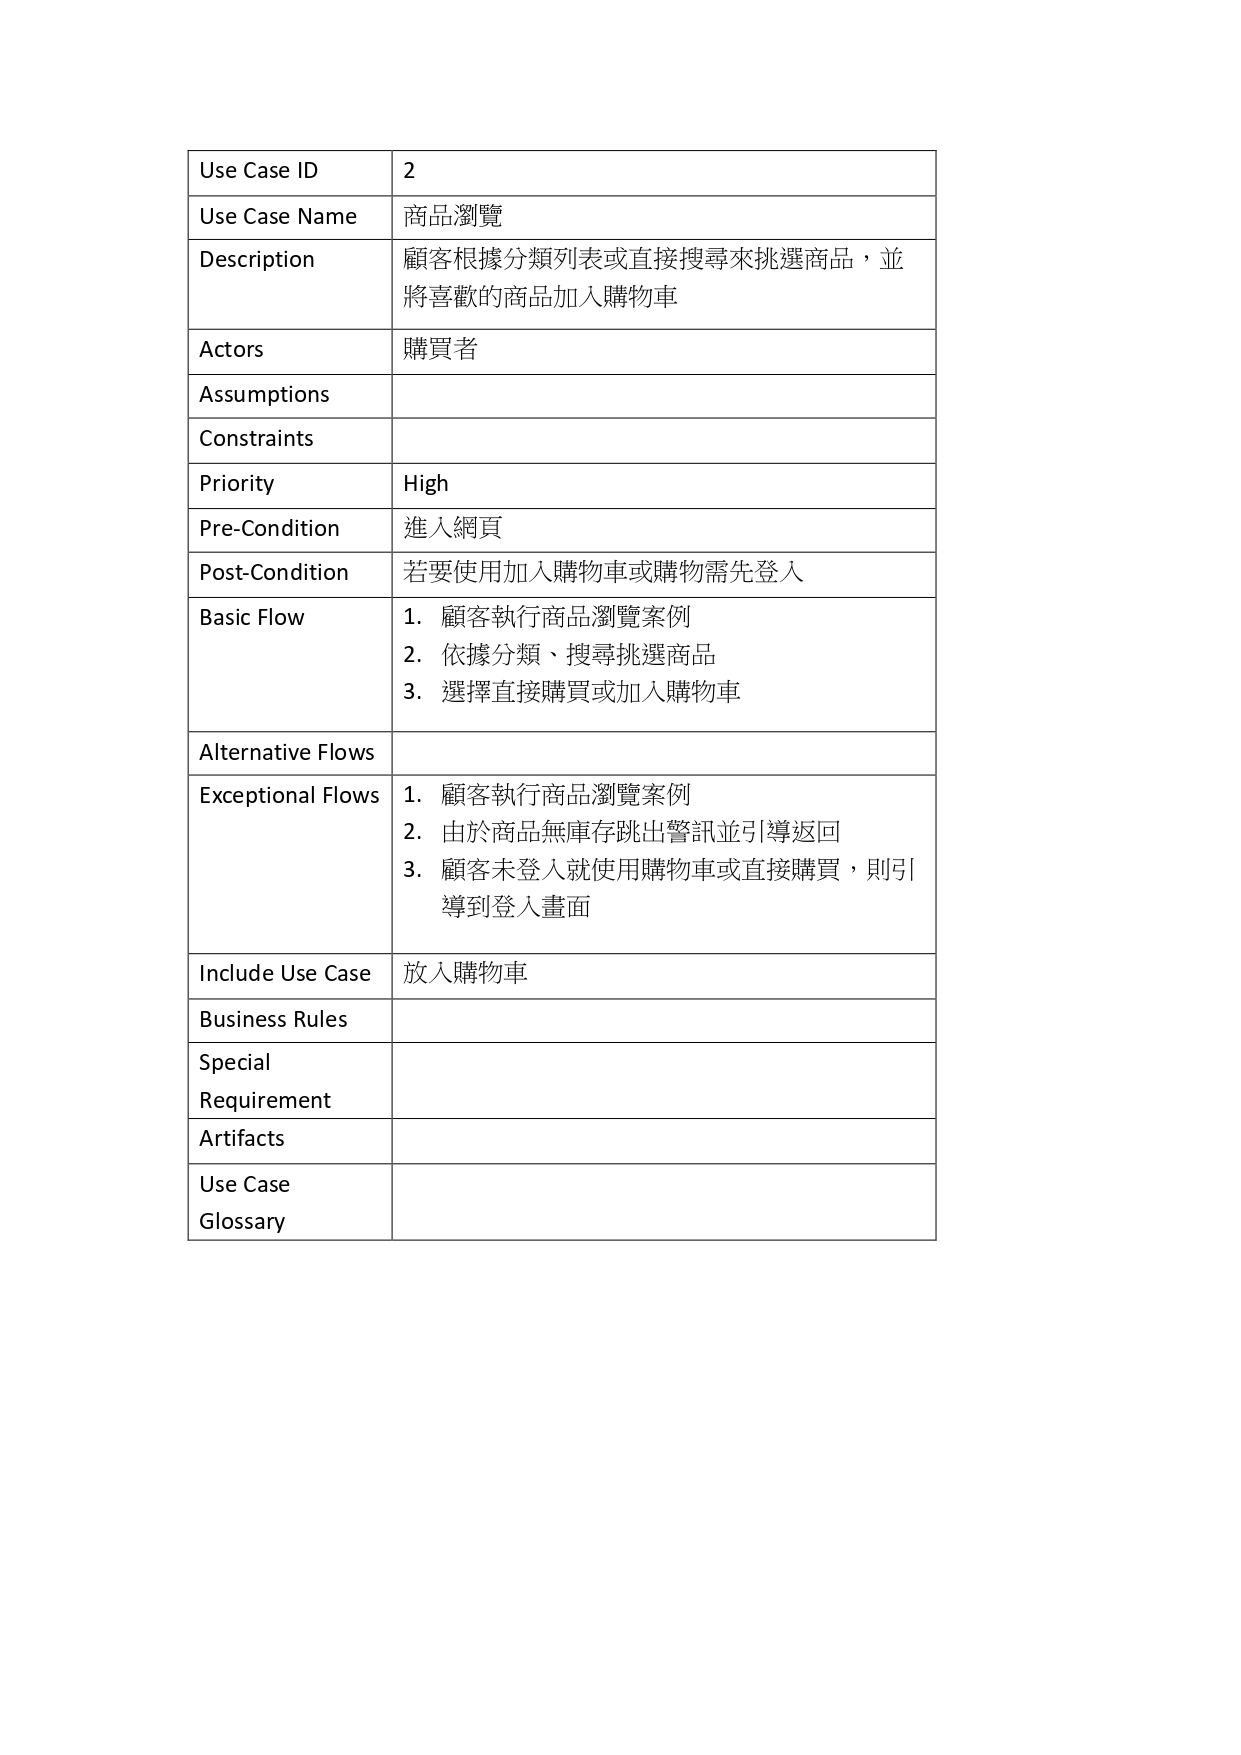 Use Case ID 2
Use Case Name 商品瀏覽
Description 顧客根據分類列表或直接搜尋來挑選商品，並
將喜歡的商品加入購物車
Actors 購買者
Assumptions
Constraints
Priority High
Pre-Condition 進入網頁
Post-Condition 若要使用加入購物車或購物需先登入
Basic Flow 1. 顧客執行商品瀏覽案例
2. 依據分類、搜尋挑選商品
3. 選擇直接購買或加入購物車
Alternative Flows
Exceptional Flows 1. 顧客執行商品瀏覽案例
2. 由於商品無庫存跳出警訊並引導返回
3. 顧客未登入就使用購物車或直接購買，則引
導到登入畫面
Include Use Case 放入購物車
Business Rules
Special
Requirement
Artifacts
Use Case
Glossary